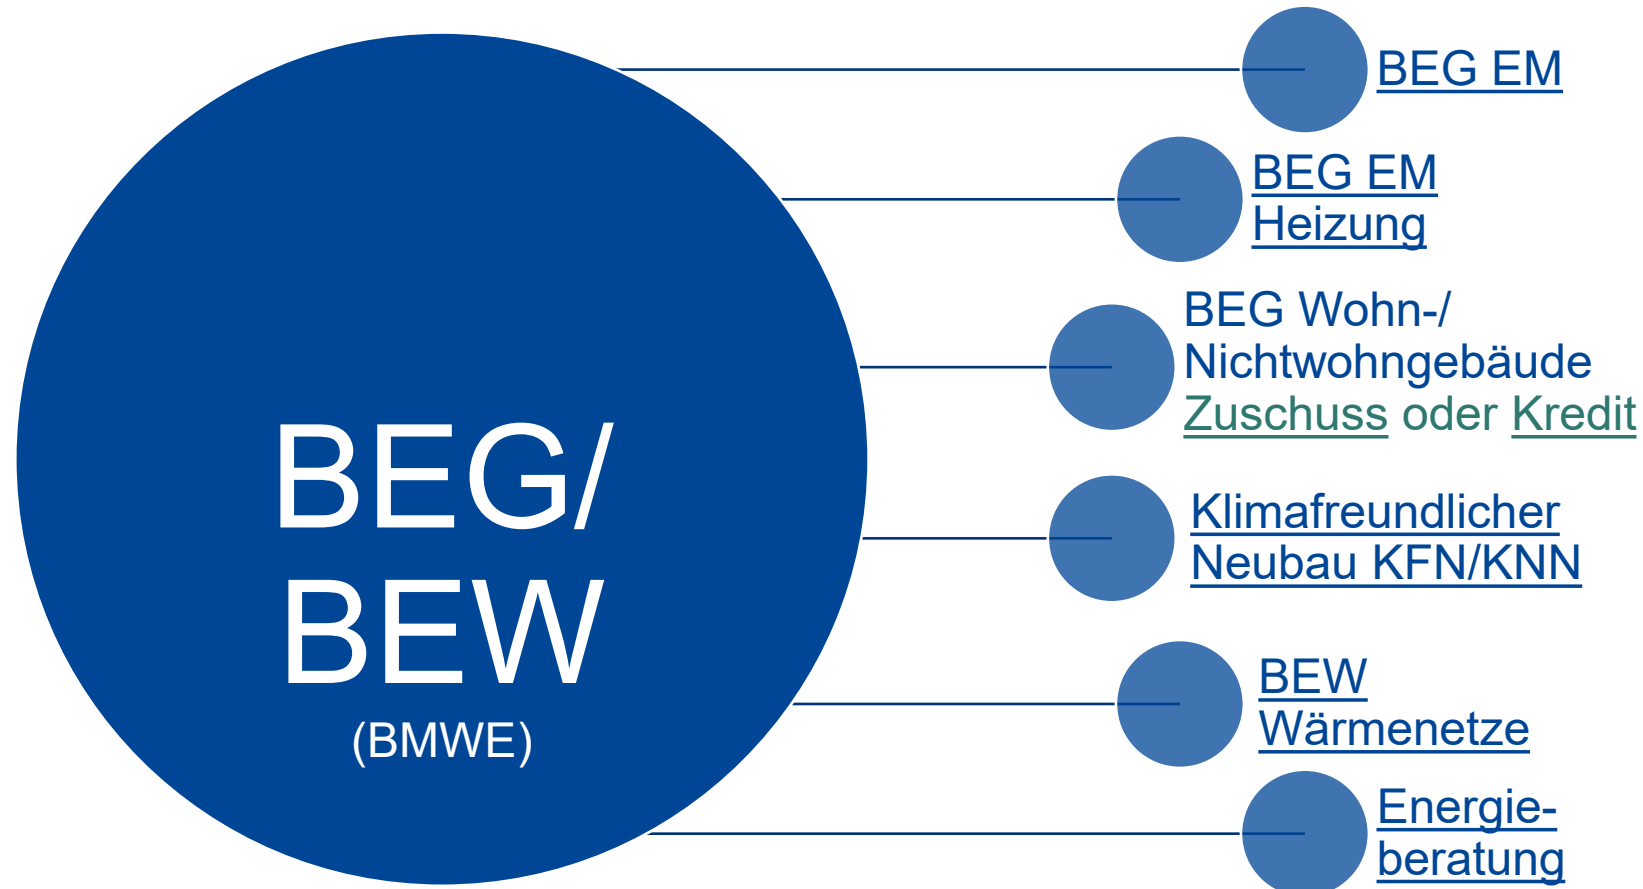 BEG/
BEW
(BMWE)
BEG EM
BEG EM
Heizung
BEG Wohn-/
Nichtwohngebäude
Zuschuss oder Kredit
Klimafreundlicher
Neubau KFN/KNN
BEW
Wärmenetze
Energie-
beratung